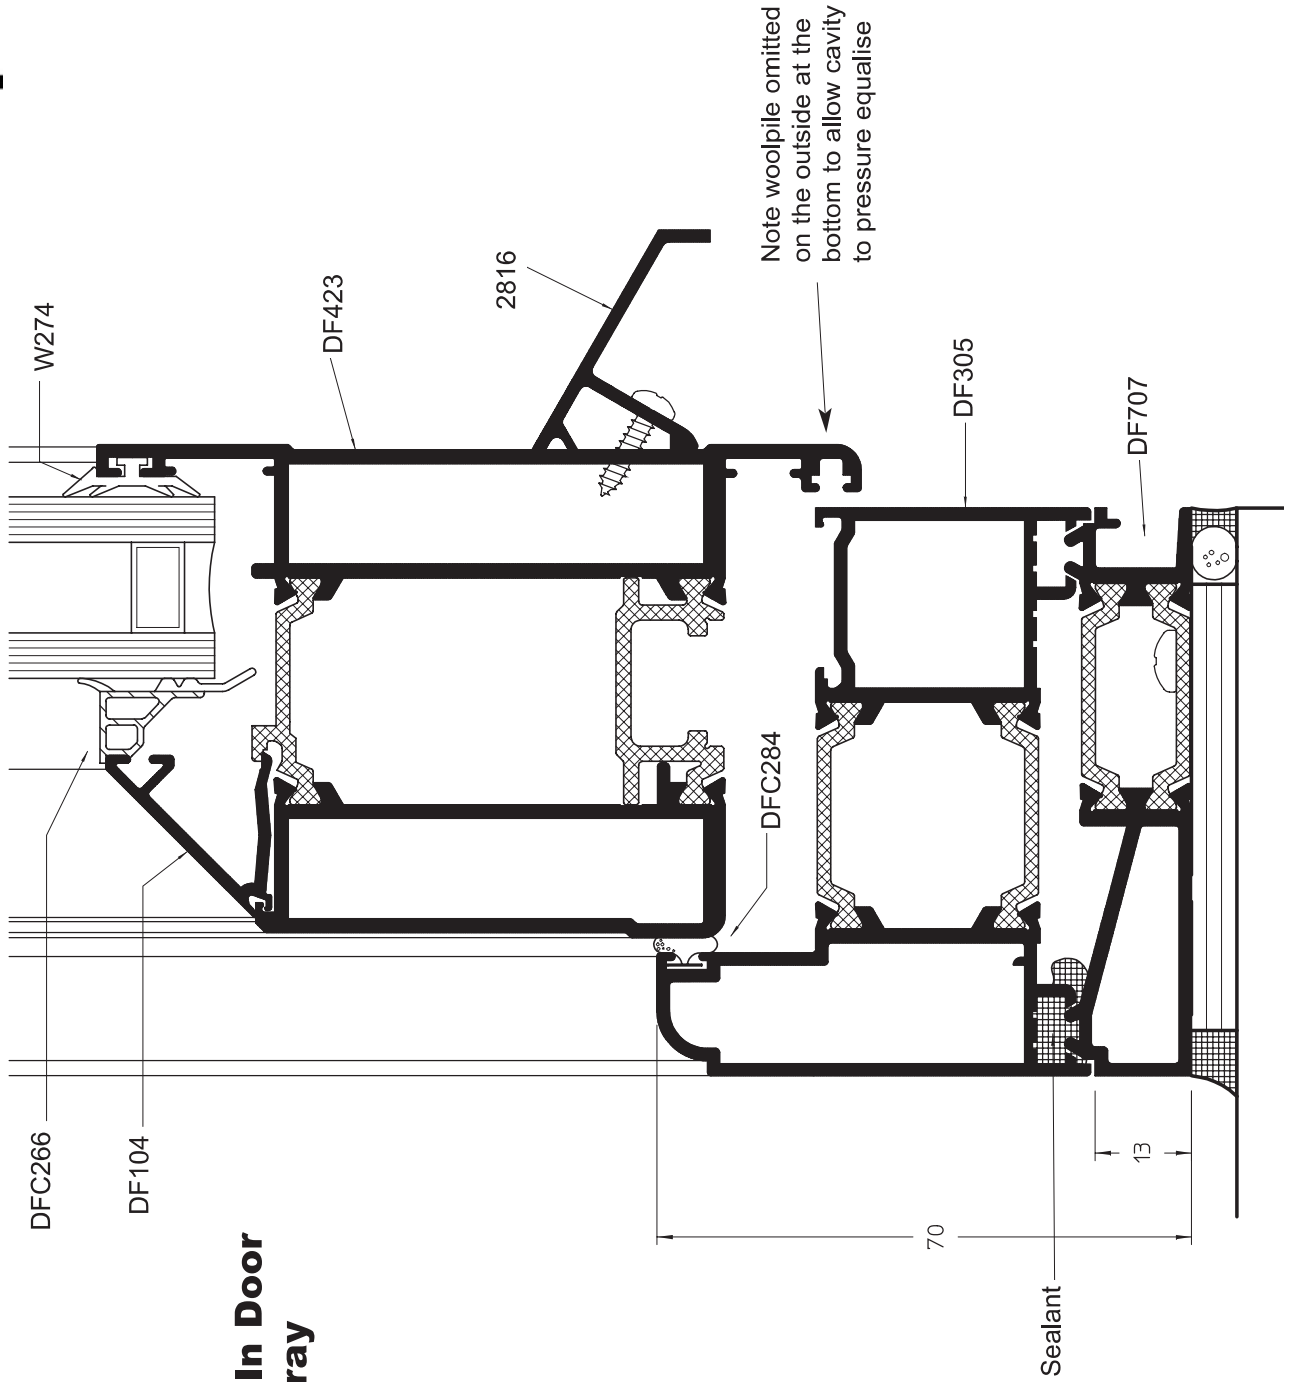 W274
DF423
2816
Note woolpile omitted
on the outside at the
bottom to allow cavity
to pressure equalise
DF305
DF707
DFC284
DFC266
DF104
In Door
ray
13
70
Sealant